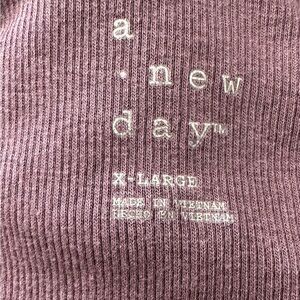 a
new
day™
X-LARGE
MADE IN VIETNAM
HECHO EN VIETNAM